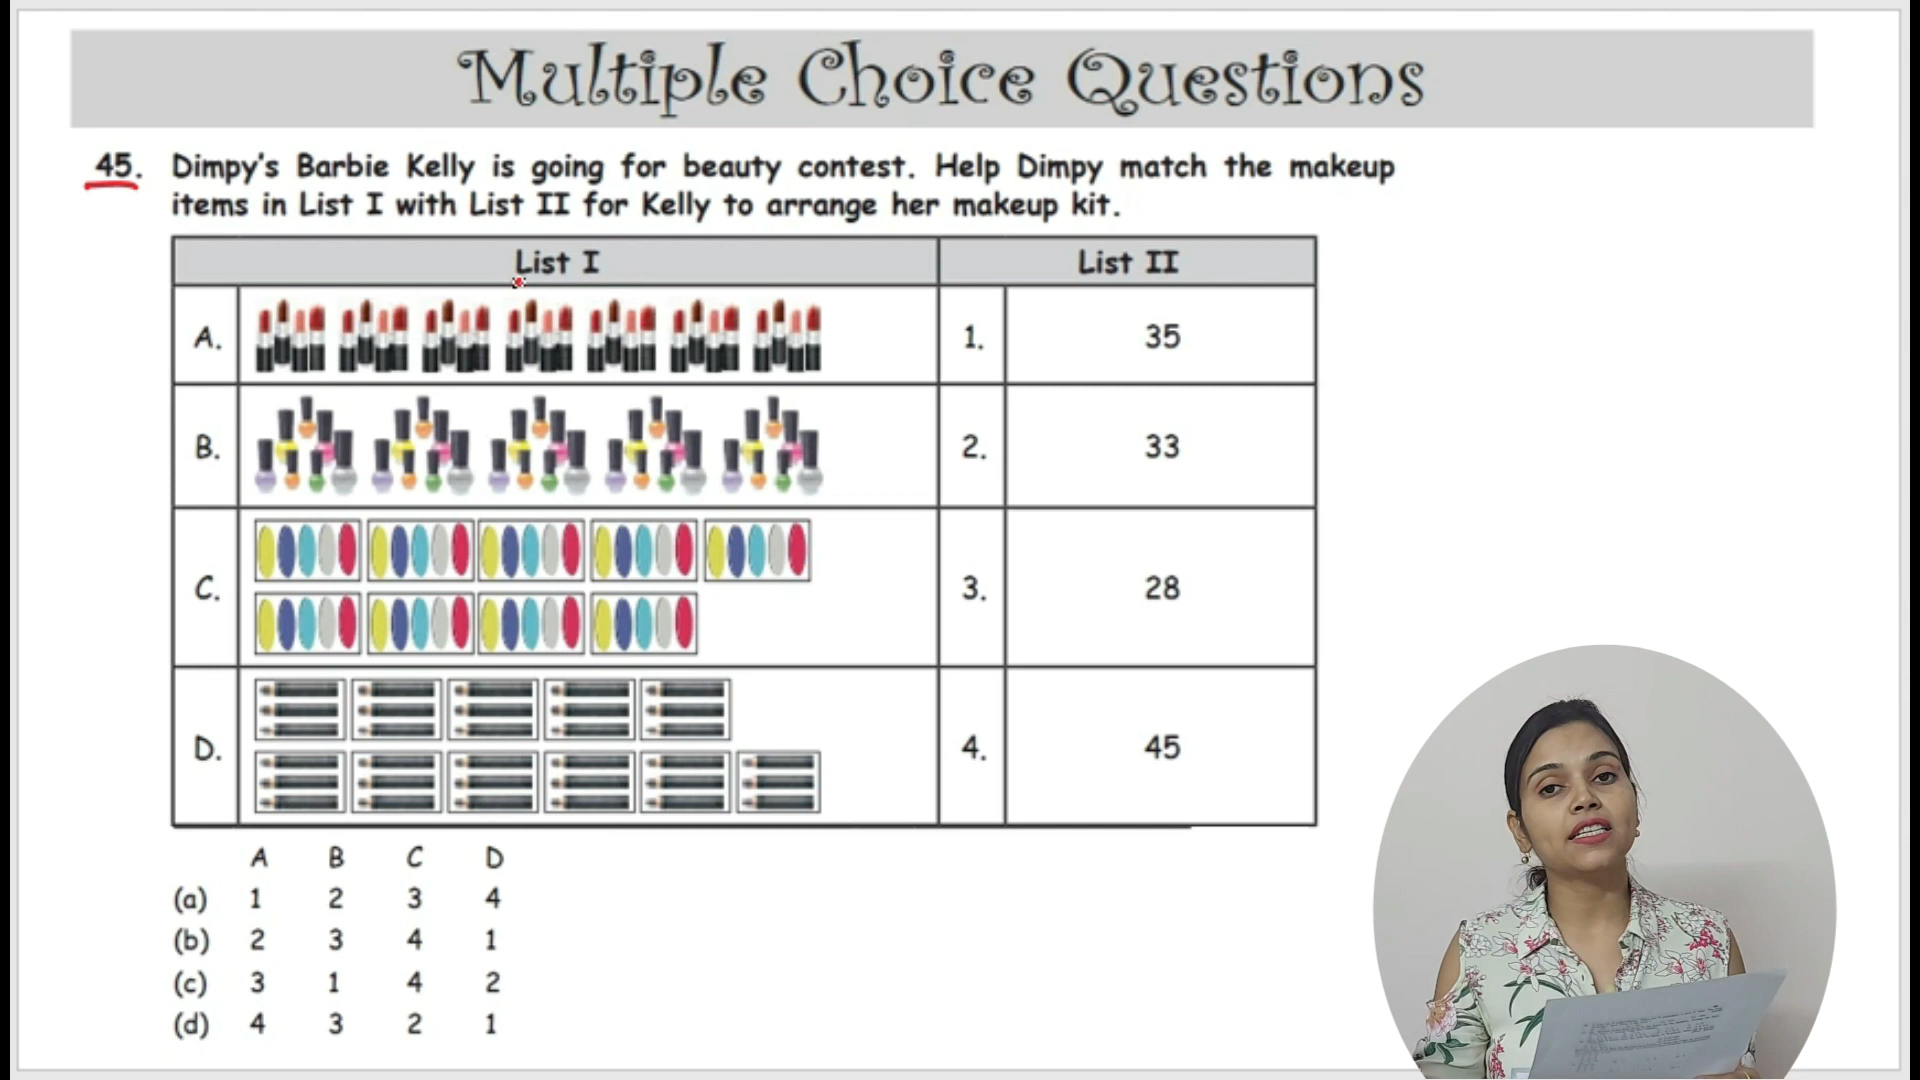 Multiple Choice Questions
45. Dimpy's Barbie Kelly is going for beauty contest. Help Dimpy match the makeup
items in List I with List II for Kelly to arrange her makeup kit.
List I List II
A. 1. 35
B. 2. 33
C. 3. 28
D. 4. 45
A B C D
(a) 1 2 3 4
(b) 2 3 4 1
(c) 3 1 4 2
(d) 4 3 2 1